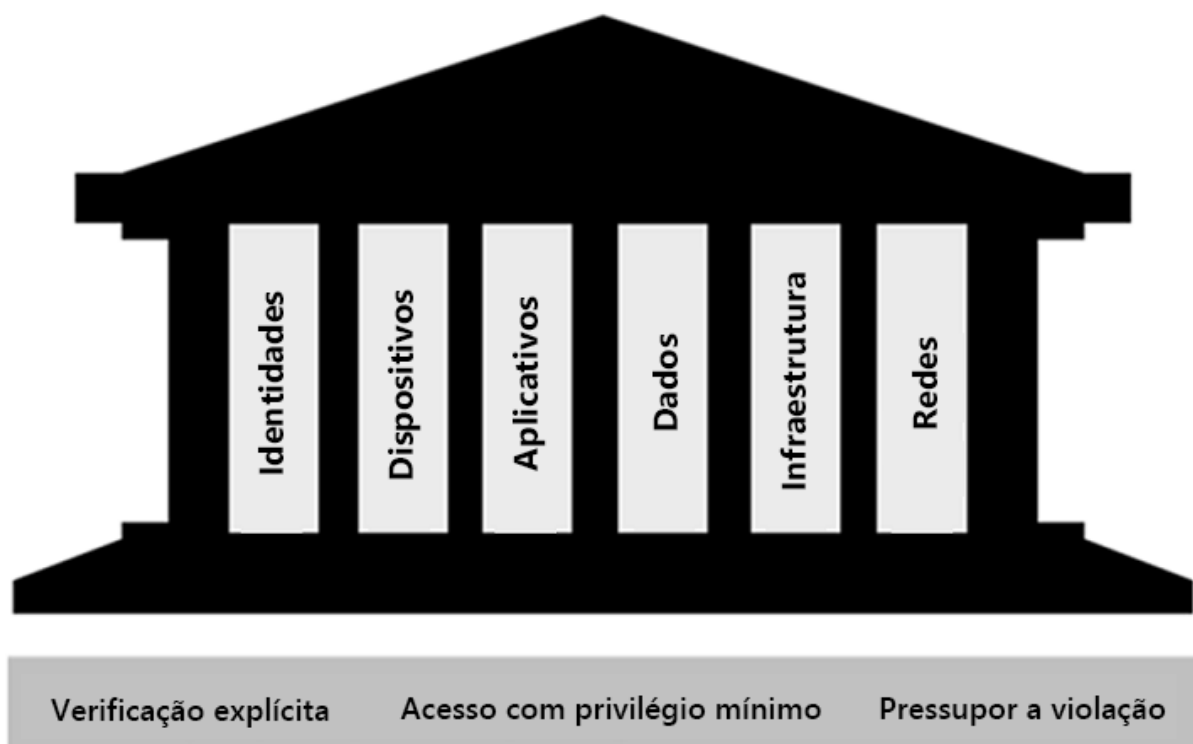 Identidades
Dispositivos
Aplicativos
Dados
Infraestrutura
Redes
Verificação explícita
Acesso com privilégio mínimo
Pressupor a violação